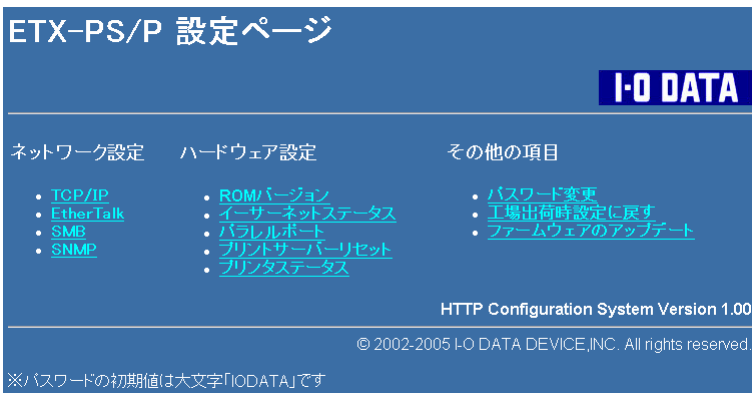 ETX-PS/P 設定ページ
I-O DATA
ネットワーク設定
TCP/IP
EtherTalk
SMB
SNMP
ハードウェア設定
ROMバージョン
イーサーネットステータス
パラレルポート
プリントサーバーリセット
プリンタステータス
その他の項目
パスワード変更
工場出荷時設定に戻す
ファームウェアのアップデート
HTTP Configuration System Version 1.00
© 2002-2005 I-O DATA DEVICE,INC. All rights reserved.
※パスワードの初期値は大文字「IODATA」です